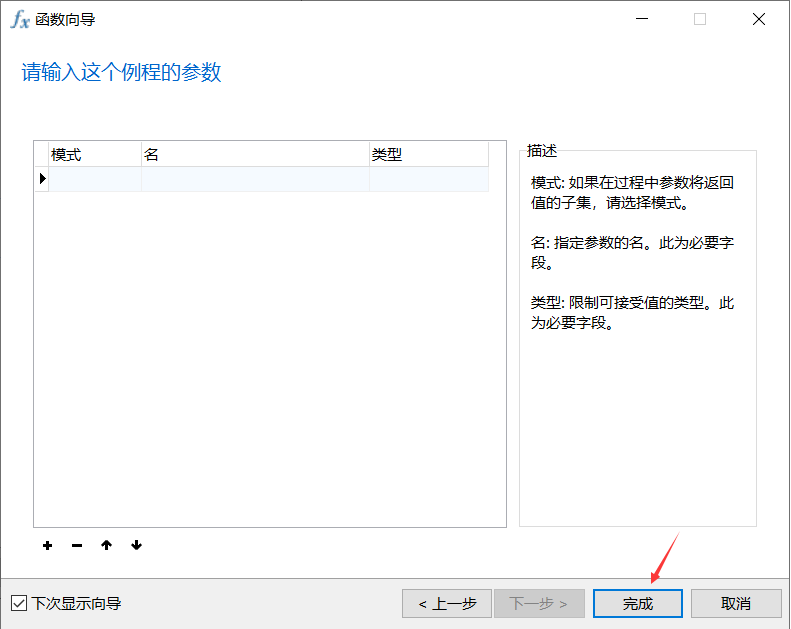 fx 函数向导
请输入这个例程的参数
模式 名 类型
描述
模式: 如果在过程中参数将返回
值的子集，请选择模式。
名: 指定参数的名。此为必要字
段。
类型: 限制可接受值的类型。此
为必要字段。
下次显示向导 < 上一步 下一步 > 完成 取消